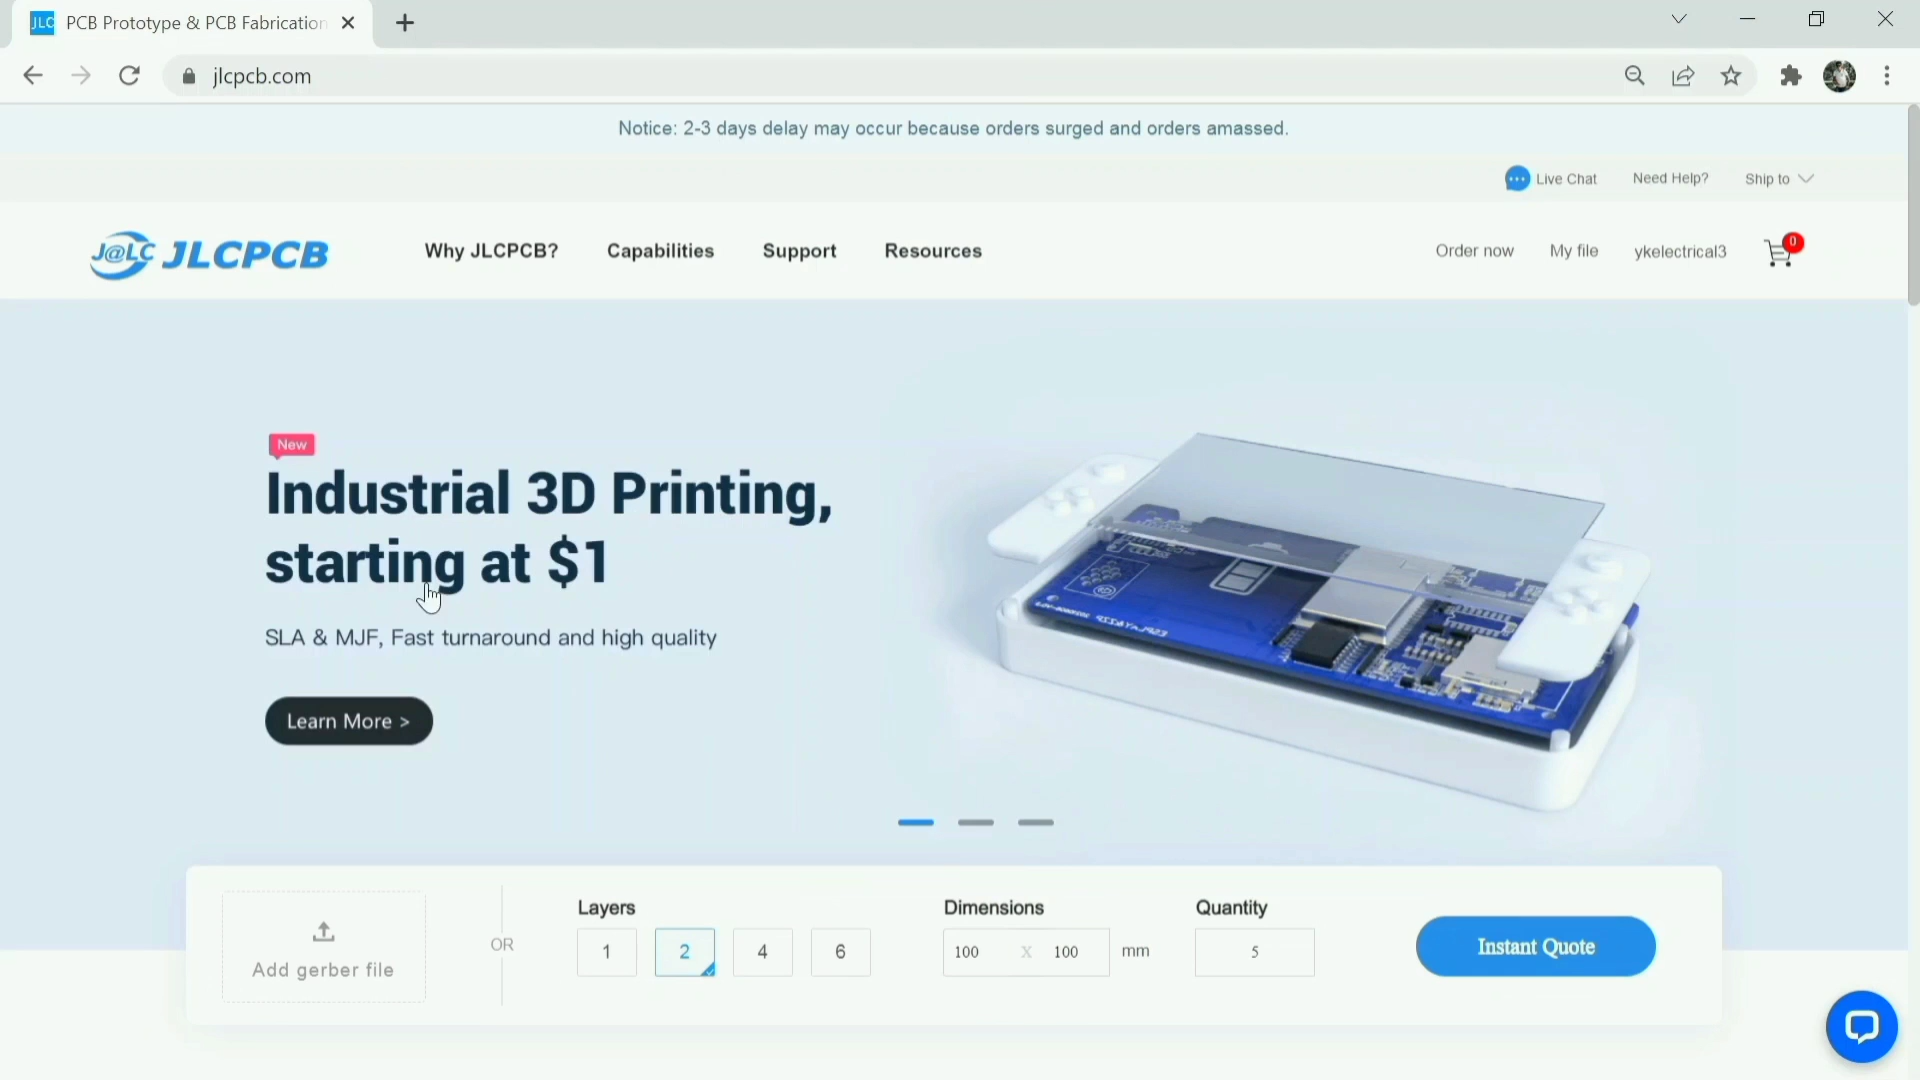 JLC PCB Prototype & PCB Fabrication
jlcpcb.com
Notice: 2-3 days delay may occur because orders surged and orders amassed.
Live Chat Need Help? Ship to
J@LC JLCPCB Why JLCPCB? Capabilities Support Resources Order now My file ykelectrical3 0
New
Industrial 3D Printing,
starting at $1
SLA & MJF, Fast turnaround and high quality
Learn More >
Layers Dimensions Quantity
Add gerber file OR 1 2 4 6 100 X 100 mm 5 Instant Quote